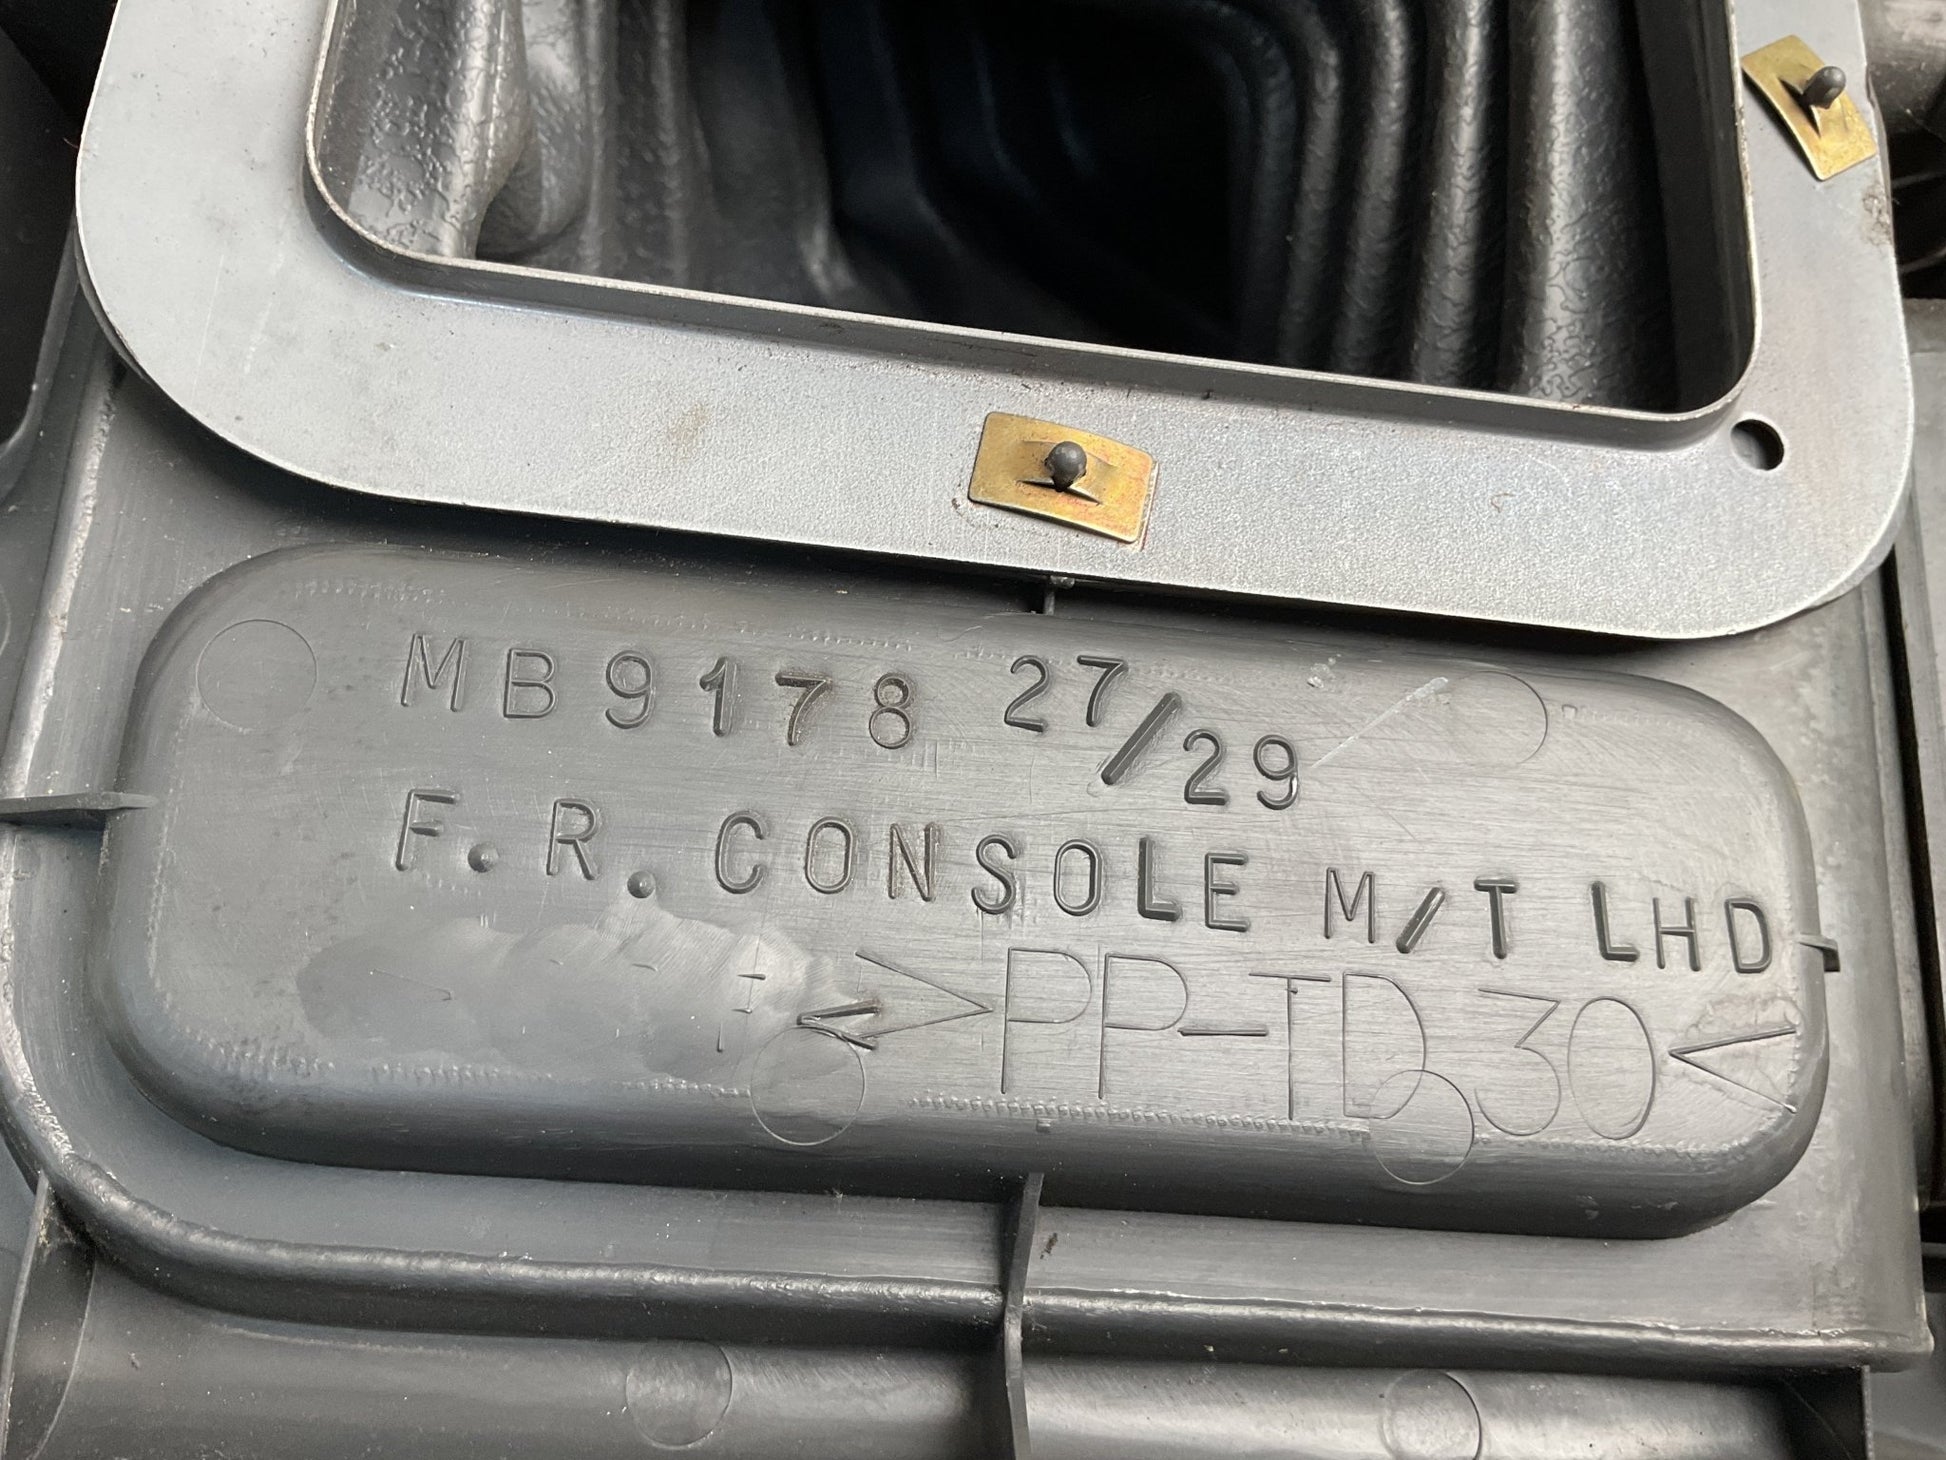 MB9178 27/29
F.R.CONSOLE M/T LHD
>PP-TD30<